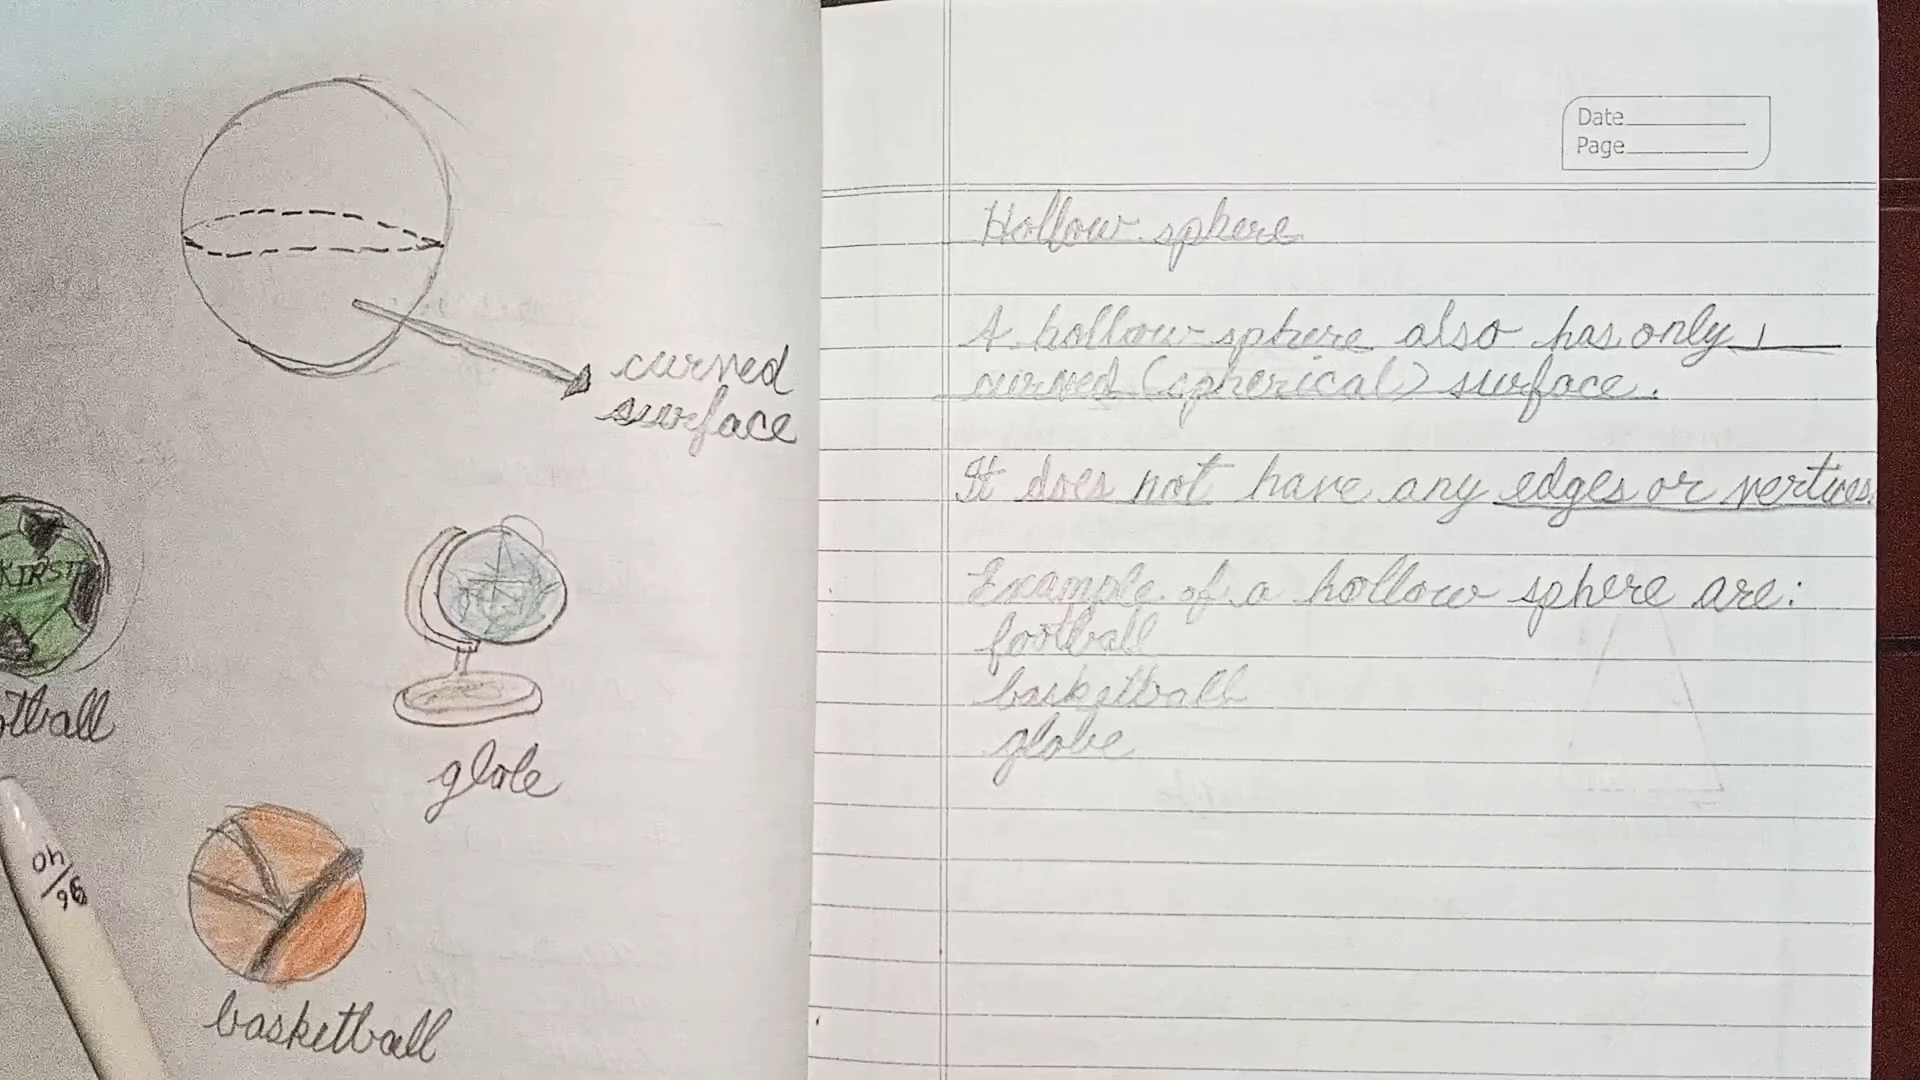 curved
surface
KIRSTI
tball
globe
oh/96
basketball
Date
Page
Hollow sphere
A hollow sphere also has only 1
curved (spherical) surface.
It does not have any edges or vertices.
Example of a hollow sphere are:
football
basketball
globe